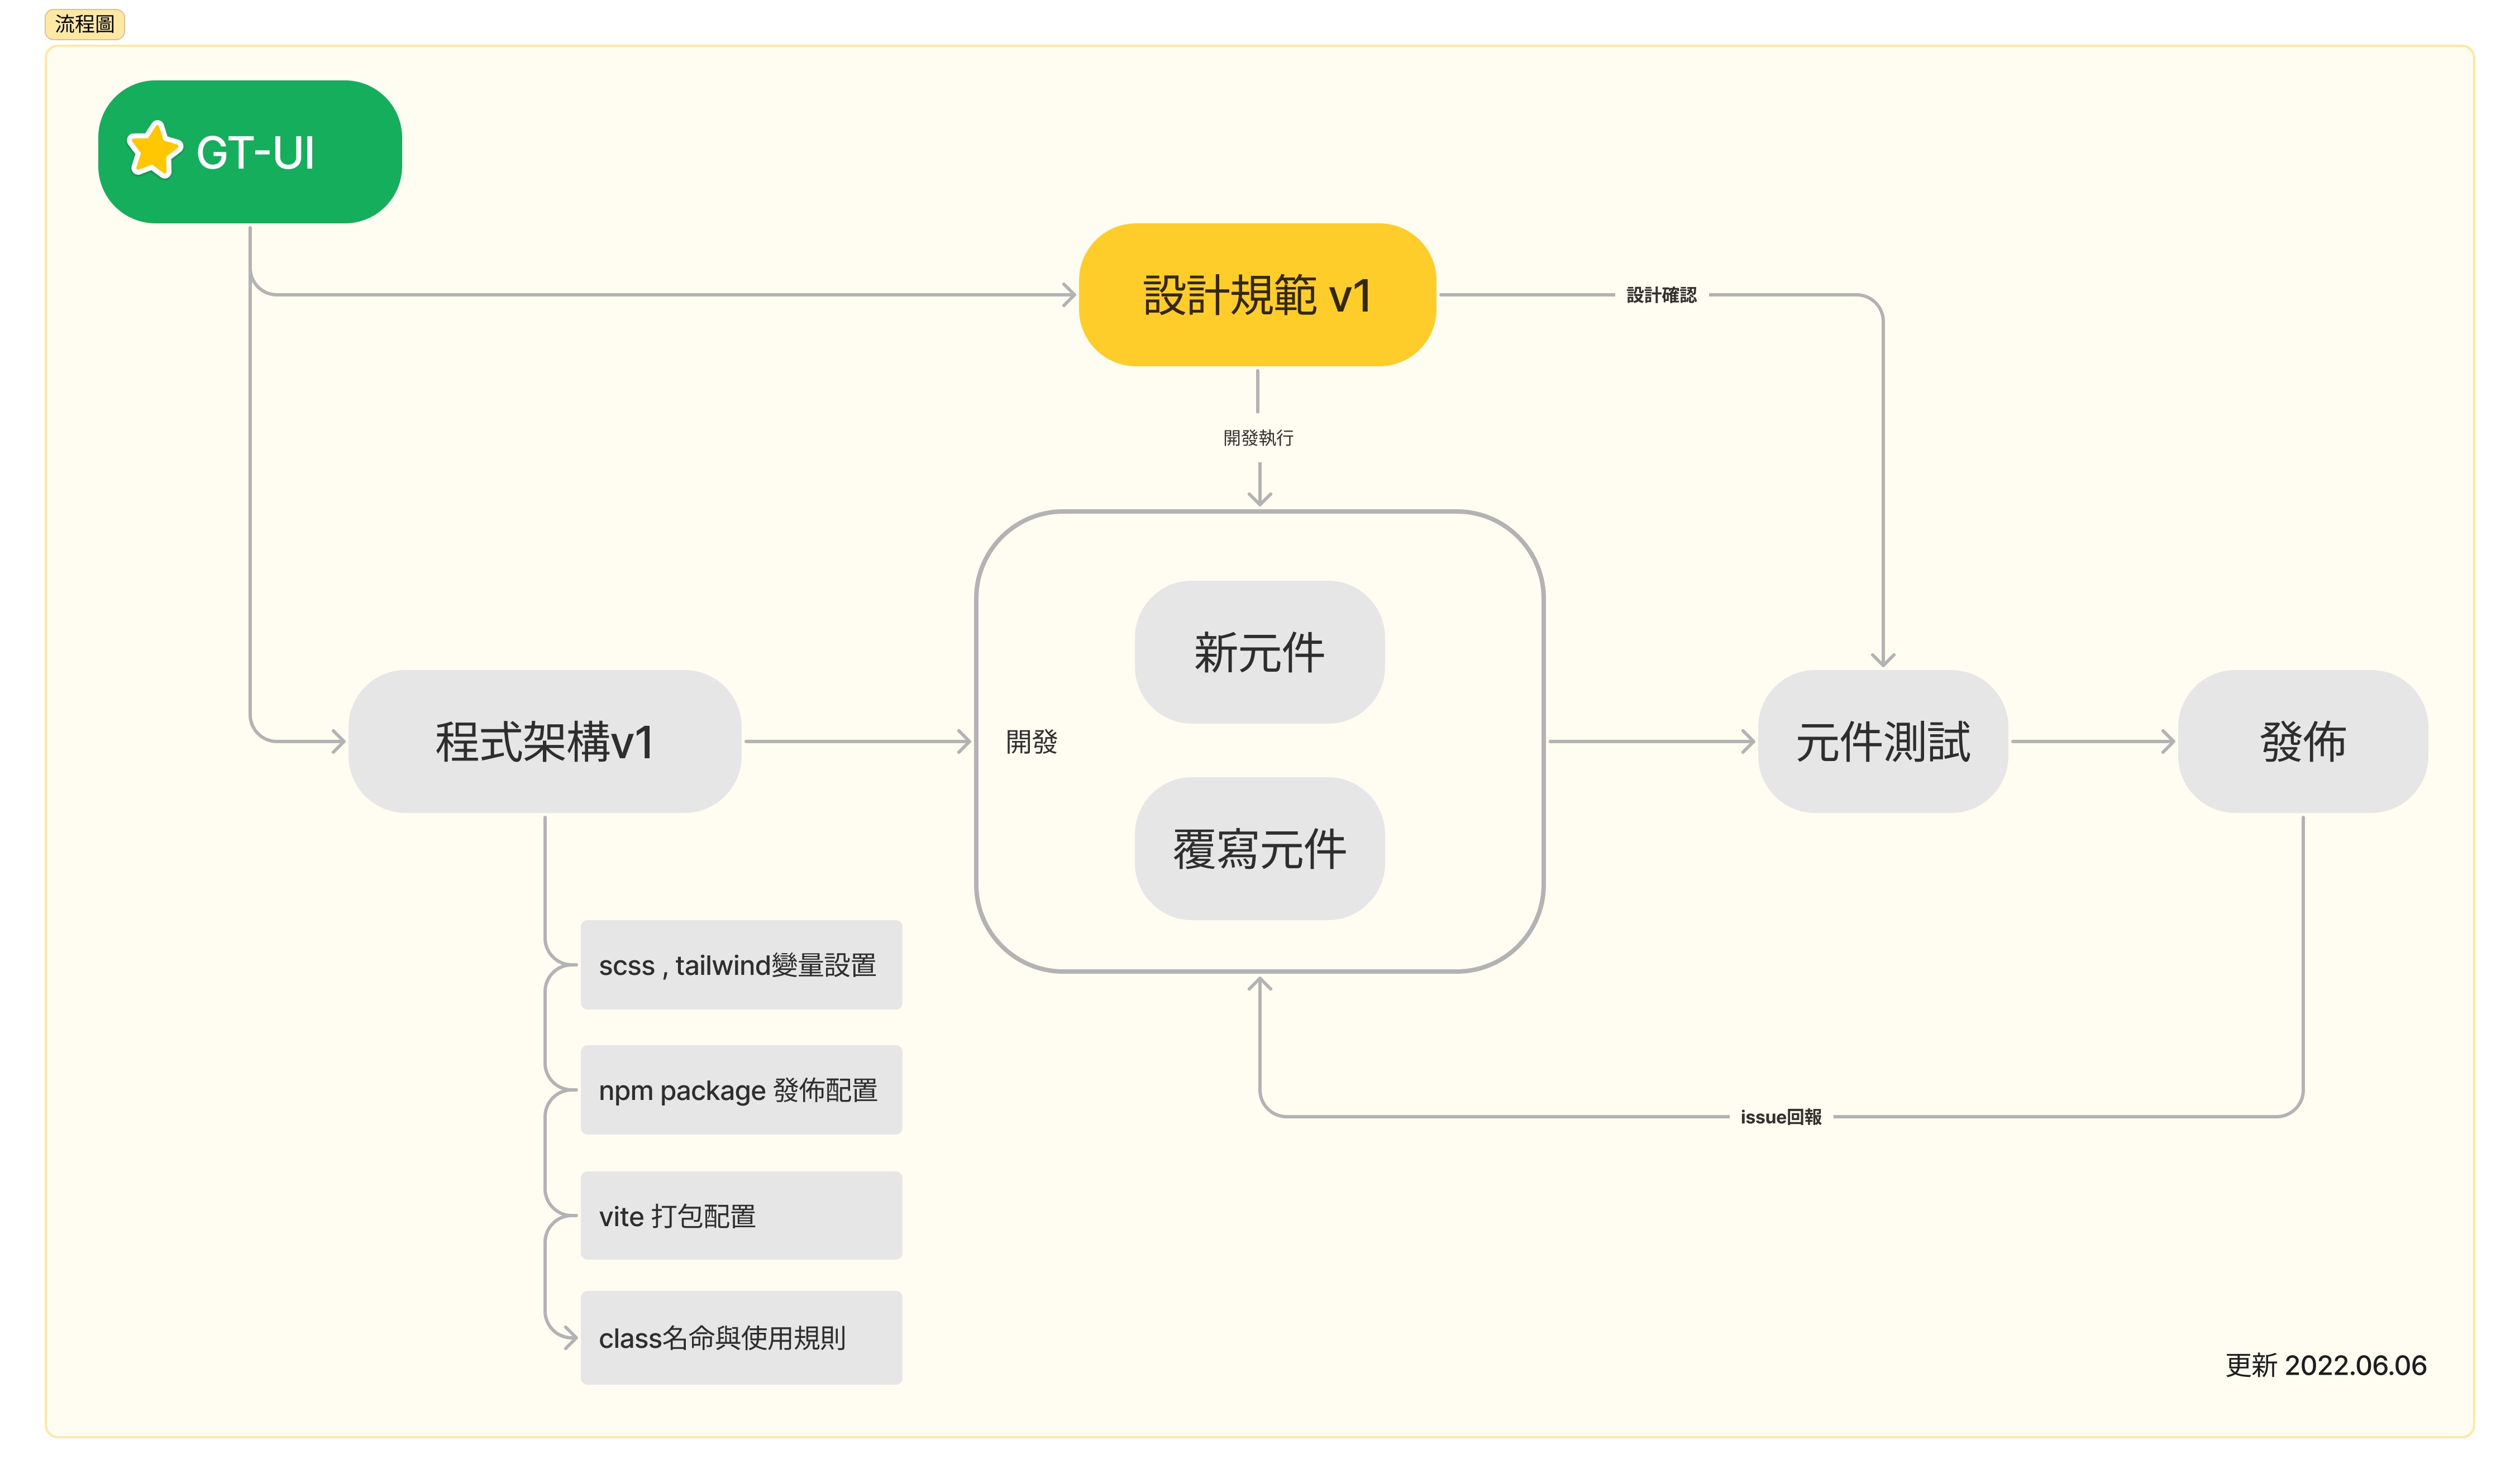 流程圖
GT-UI
設計規範 v1
設計確認
開發執行
新元件
程式架構v1
開發
元件測試
發佈
覆寫元件
scss , tailwind變量設置
npm package 發佈配置
issue回報
vite 打包配置
class名命與使用規則
更新 2022.06.06